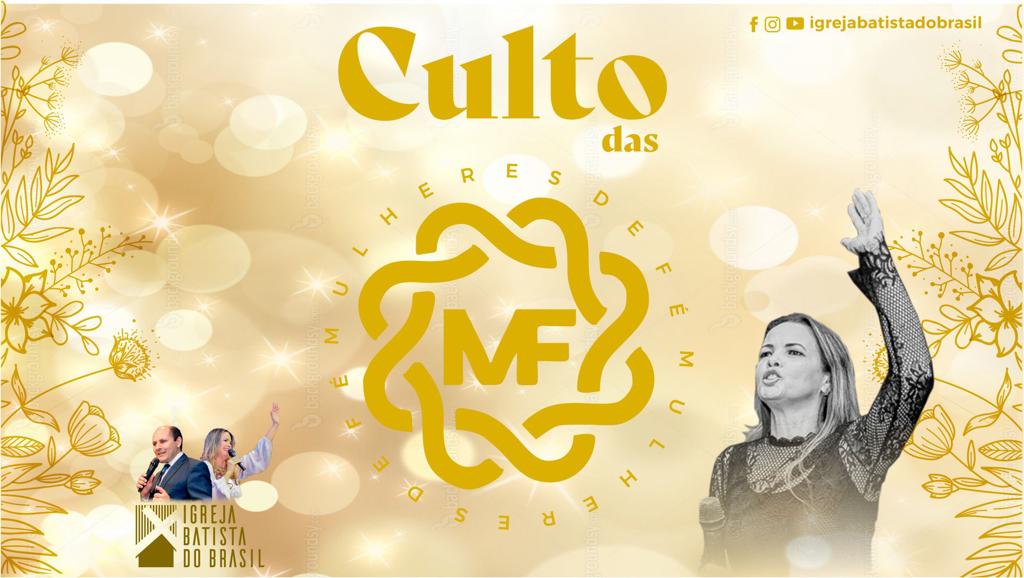 igrejabatistadobrasil
Culto
das
MULHERES DE FÉ MULHERES DE FÉ
MF
IGREJA
BATISTA
DO BRASIL